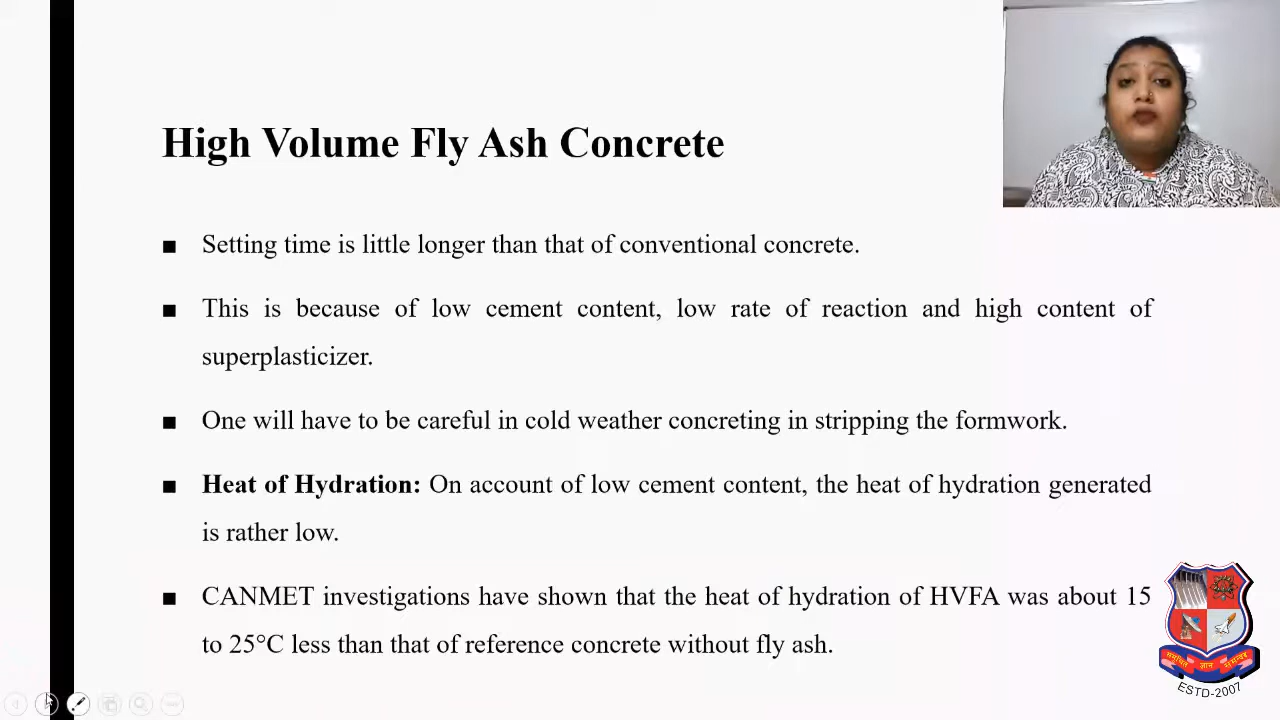 High Volume Fly Ash Concrete
■ Setting time is little longer than that of conventional concrete.
■ This is because of low cement content, low rate of reaction and high content of
superplasticizer.
■ One will have to be careful in cold weather concreting in stripping the formwork.
■ Heat of Hydration: On account of low cement content, the heat of hydration generated
is rather low.
■ CANMET investigations have shown that the heat of hydration of HVFA was about 15
to 25°C less than that of reference concrete without fly ash.
ज्ञान
ESTD-2007